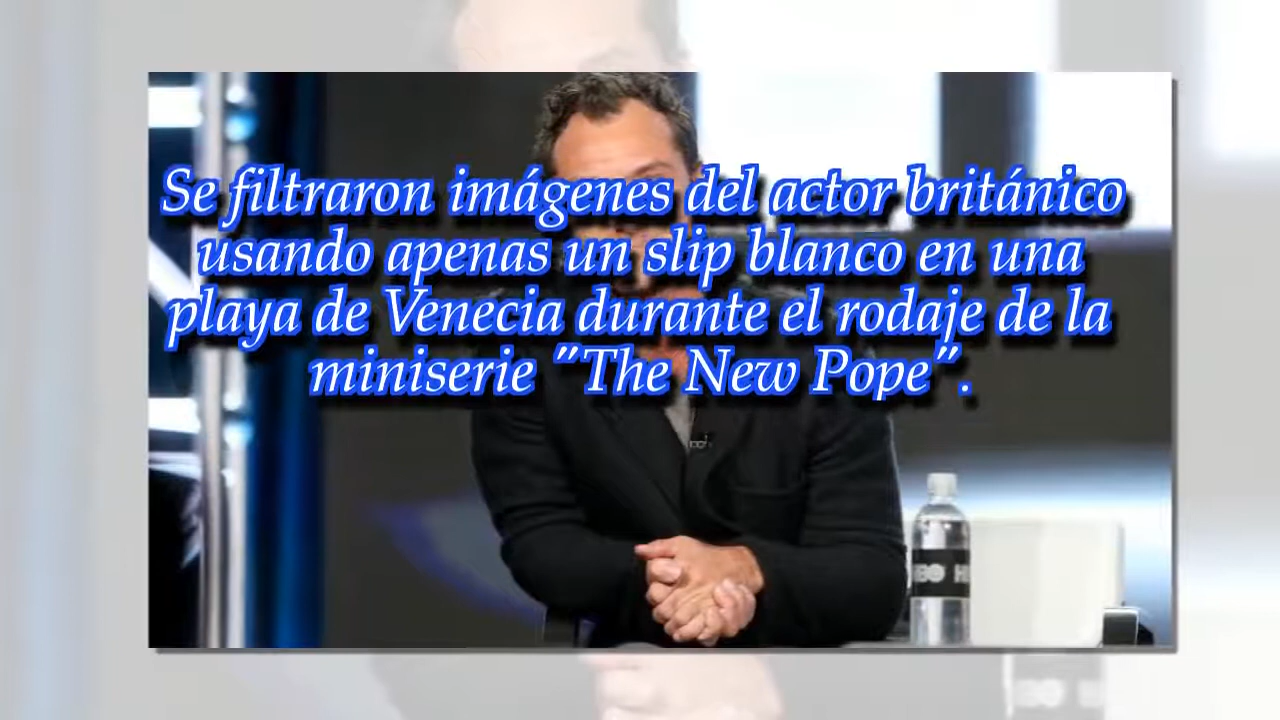 Se filtraron imágenes del actor británico
usando apenas un slip blanco en una
playa de Venecia durante el rodaje de la
miniserie "The New Pope".
HBO